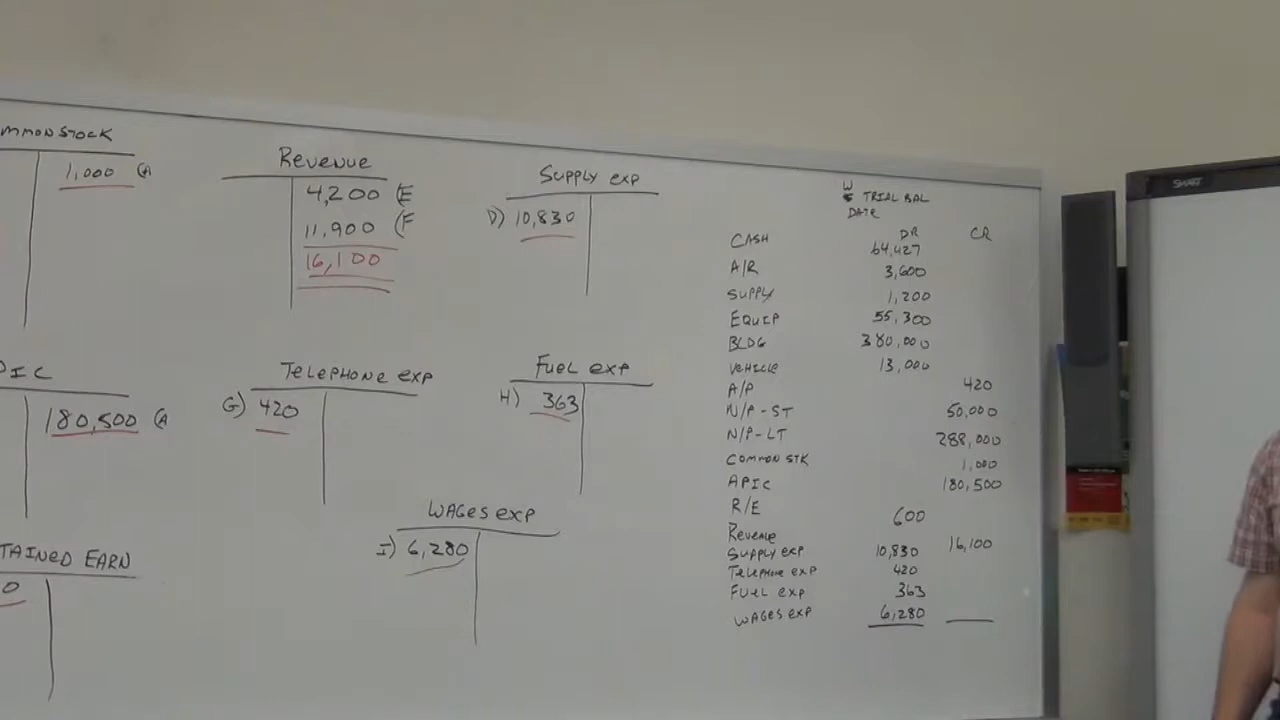 MMON STOCK
1,000 (A
Revenue
4,200 (E
11,900 (F
16,100
Supply exp
D) 10,830
PIC
180,500 (A
Telephone exp
G) 420
Fuel exp
H) 363
TAINED EARN
0
Wages exp
I) 6,280
TRIAL BAL
DATE
DR CR
CASH 64,427
A/R 3,600
Supply 1,200
Equip 55,300
BLDG 380,000
Vehicle 13,000
A/P 420
N/P-ST 50,000
N/P-LT 288,000
Common STK 1,000
APIC 180,500
R/E 600
Revenue 16,100
Supply exp 10,830
Telephone exp 420
Fuel exp 363
Wages exp 6,280
SMART